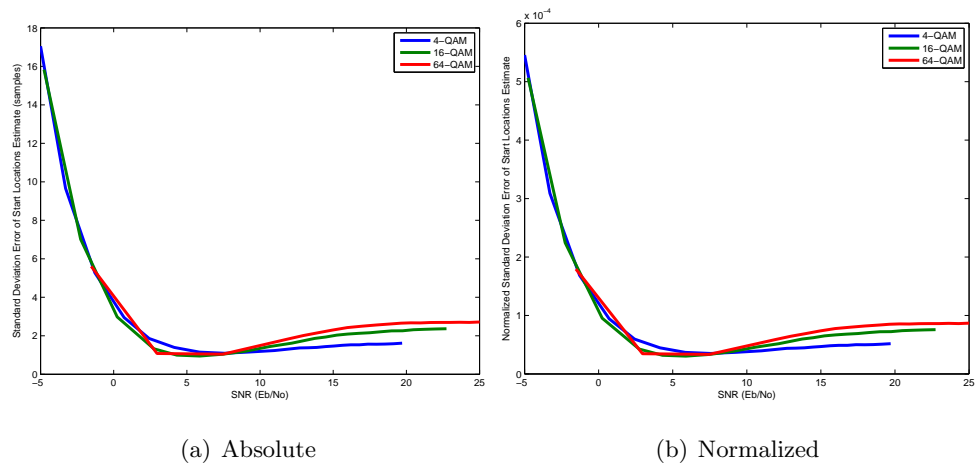 18
16
14
12
10
8
6
4
2
0
Standard Deviation Error of Start Locations Estimate (samples)
4−QAM
16−QAM
64−QAM
−5
0
5
10
15
20
25
SNR (Eb/No)
(a) Absolute
x 10⁻⁴
6
5
4
3
2
1
0
Normalized Standard Deviation Error of Start Locations Estimate
4−QAM
16−QAM
64−QAM
−5
0
5
10
15
20
25
SNR (Eb/No)
(b) Normalized